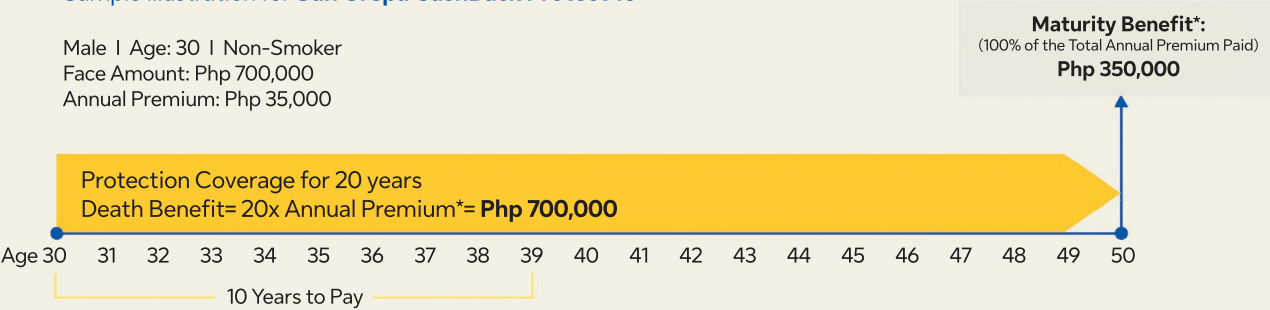 Male I Age: 30 I Non-Smoker
Face Amount: Php 700,000
Annual Premium: Php 35,000
Maturity Benefit*:
(100% of the Total Annual Premium Paid)
Php 350,000
Protection Coverage for 20 years
Death Benefit= 20x Annual Premium*= Php 700,000
Age 30 31 32 33 34 35 36 37 38 39 40 41 42 43 44 45 46 47 48 49 50
10 Years to Pay